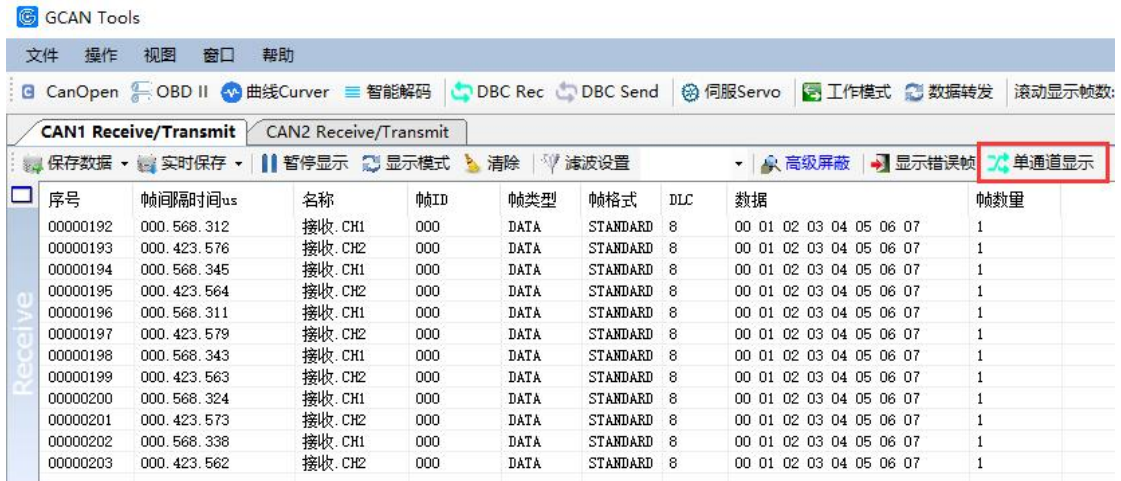 GCAN Tools
文件 操作 视图 窗口 帮助
CanOpen OBD II 曲线Curver 智能解码 DBC Rec DBC Send 伺服Servo 工作模式 数据转发 滚动显示帧数:
CAN1 Receive/Transmit CAN2 Receive/Transmit
保存数据 实时保存 暂停显示 显示模式 清除 滤波设置 高级屏蔽 显示错误帧 单通道显示
序号 帧间隔时间us 名称 帧ID 帧类型 帧格式 DLC 数据 帧数量
00000192 000.568.312 接收.CH1 000 DATA STANDARD 8 00 01 02 03 04 05 06 07 1
00000193 000.423.576 接收.CH2 000 DATA STANDARD 8 00 01 02 03 04 05 06 07 1
00000194 000.568.345 接收.CH1 000 DATA STANDARD 8 00 01 02 03 04 05 06 07 1
00000195 000.423.564 接收.CH2 000 DATA STANDARD 8 00 01 02 03 04 05 06 07 1
00000196 000.568.311 接收.CH1 000 DATA STANDARD 8 00 01 02 03 04 05 06 07 1
00000197 000.423.579 接收.CH2 000 DATA STANDARD 8 00 01 02 03 04 05 06 07 1
00000198 000.568.343 接收.CH1 000 DATA STANDARD 8 00 01 02 03 04 05 06 07 1
00000199 000.423.563 接收.CH2 000 DATA STANDARD 8 00 01 02 03 04 05 06 07 1
00000200 000.568.324 接收.CH1 000 DATA STANDARD 8 00 01 02 03 04 05 06 07 1
00000201 000.423.573 接收.CH2 000 DATA STANDARD 8 00 01 02 03 04 05 06 07 1
00000202 000.568.338 接收.CH1 000 DATA STANDARD 8 00 01 02 03 04 05 06 07 1
00000203 000.423.562 接收.CH2 000 DATA STANDARD 8 00 01 02 03 04 05 06 07 1
Receive